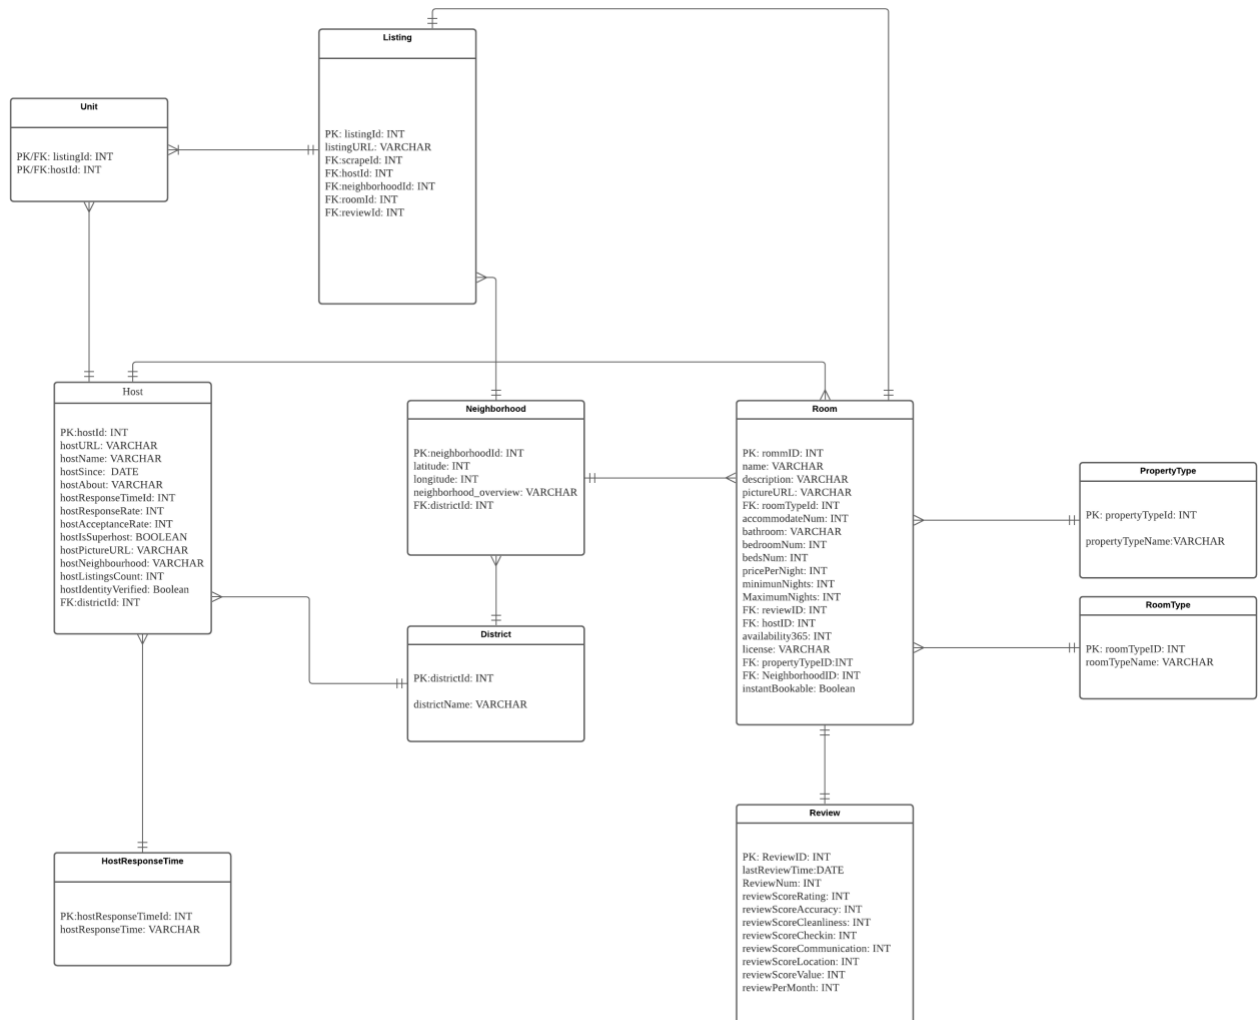 Listing
PK: listingId: INT
listingURL: VARCHAR
FK:scrapeId: INT
FK:hostId: INT
FK:neighborhoodId: INT
FK:roomId: INT
FK:reviewId: INT
Unit
PK/FK: listingId: INT
PK/FK:hostId: INT
Host
PK:hostId: INT
hostURL: VARCHAR
hostName: VARCHAR
hostSince: DATE
hostAbout: VARCHAR
hostResponseTimeId: INT
hostResponseRate: INT
hostAcceptanceRate: INT
hostIsSuperhost: BOOLEAN
hostPictureURL: VARCHAR
hostNeighbourhood: VARCHAR
hostListingsCount: INT
hostIdentityVerified: Boolean
FK:districtId: INT
Neighborhood
PK:neighborhoodId: INT
latitude: INT
longitude: INT
neighborhood_overview: VARCHAR
FK:districtId: INT
Room
PK: rommID: INT
name: VARCHAR
description: VARCHAR
pictureURL: VARCHAR
FK: roomTypeId: INT
accommodateNum: INT
bathroom: VARCHAR
bedroomNum: INT
bedsNum: INT
pricePerNight: INT
minimunNights: INT
MaximumNights: INT
FK: reviewID: INT
FK: hostID: INT
availability365: INT
license: VARCHAR
FK: propertyTypeID:INT
FK: NeighborhoodID: INT
instantBookable: Boolean
PropertyType
PK: propertyTypeId: INT
propertyTypeName:VARCHAR
RoomType
PK: roomTypeID: INT
roomTypeName: VARCHAR
District
PK:districtId: INT
districtName: VARCHAR
HostResponseTime
PK:hostResponseTimeId: INT
hostResponseTime: VARCHAR
Review
PK: ReviewID: INT
lastReviewTime:DATE
ReviewNum: INT
reviewScoreRating: INT
reviewScoreAccuracy: INT
reviewScoreCleanliness: INT
reviewScoreCheckin: INT
reviewScoreCommunication: INT
reviewScoreLocation: INT
reviewScoreValue: INT
reviewPerMonth: INT